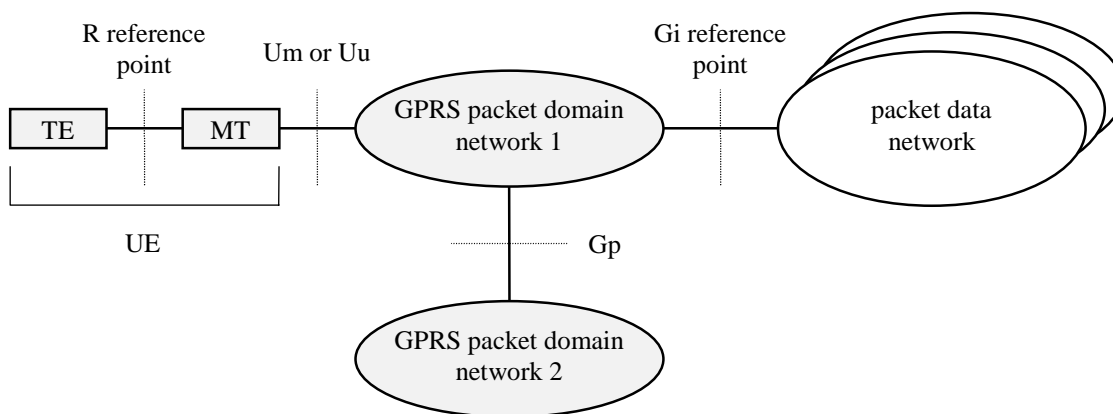 R reference
point
Um or Uu
Gi reference
point
TE
MT
GPRS packet domain
network 1
packet data
network
UE
Gp
GPRS packet domain
network 2